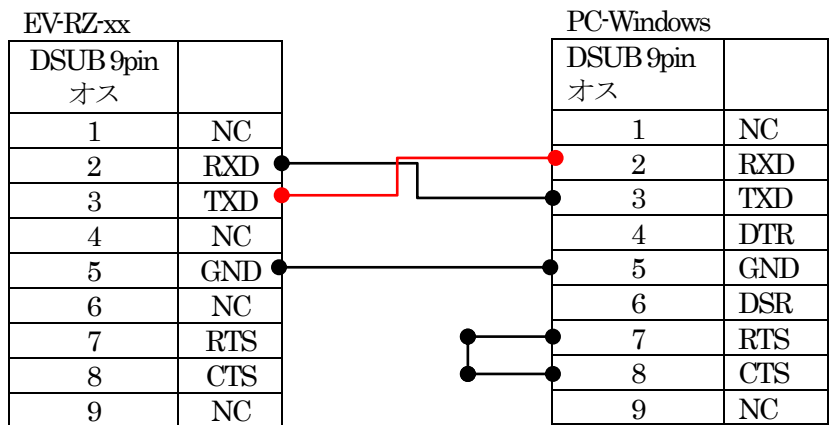 EV-RZ-xx
DSUB 9pin
オス
1 NC
2 RXD
3 TXD
4 NC
5 GND
6 NC
7 RTS
8 CTS
9 NC
PC-Windows
DSUB 9pin
オス
1 NC
2 RXD
3 TXD
4 DTR
5 GND
6 DSR
7 RTS
8 CTS
9 NC